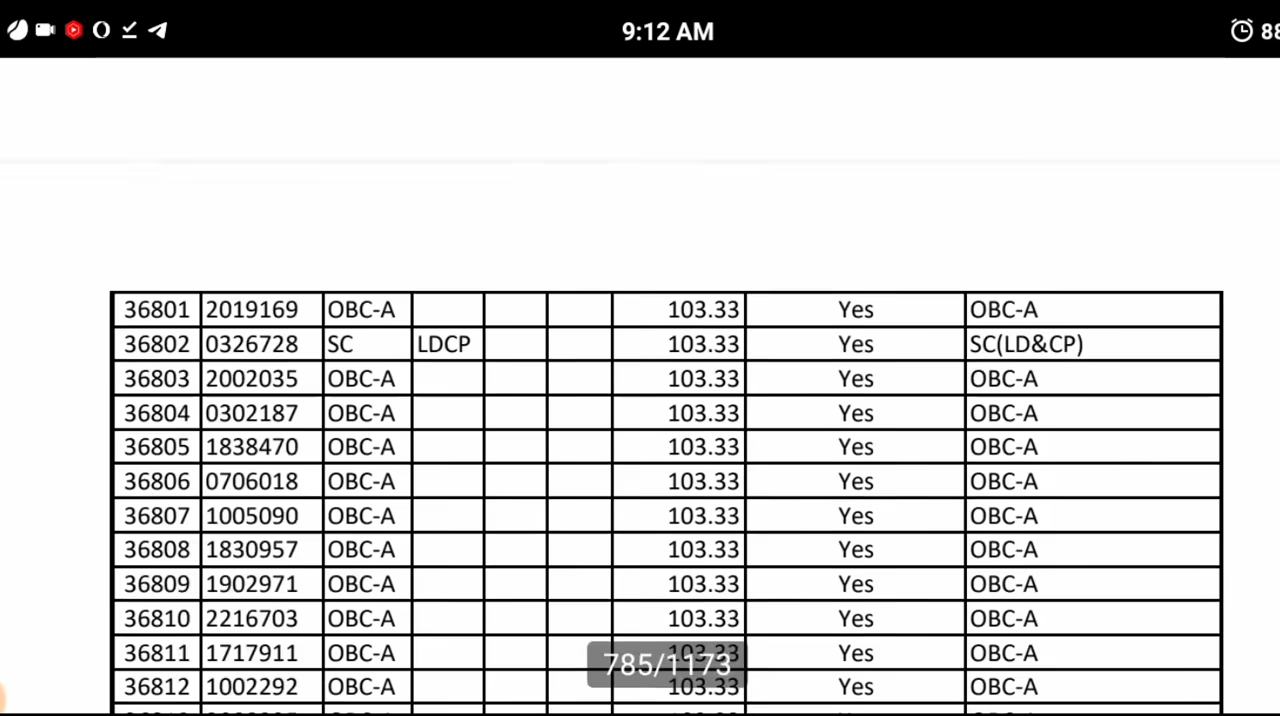 9:12 AM 88
36801 2019169 OBC-A 103.33 Yes OBC-A
36802 0326728 SC LDCP 103.33 Yes SC(LD&CP)
36803 2002035 OBC-A 103.33 Yes OBC-A
36804 0302187 OBC-A 103.33 Yes OBC-A
36805 1838470 OBC-A 103.33 Yes OBC-A
36806 0706018 OBC-A 103.33 Yes OBC-A
36807 1005090 OBC-A 103.33 Yes OBC-A
36808 1830957 OBC-A 103.33 Yes OBC-A
36809 1902971 OBC-A 103.33 Yes OBC-A
36810 2216703 OBC-A 103.33 Yes OBC-A
36811 1717911 OBC-A 103.33 Yes OBC-A
785/1173
36812 1002292 OBC-A 103.33 Yes OBC-A